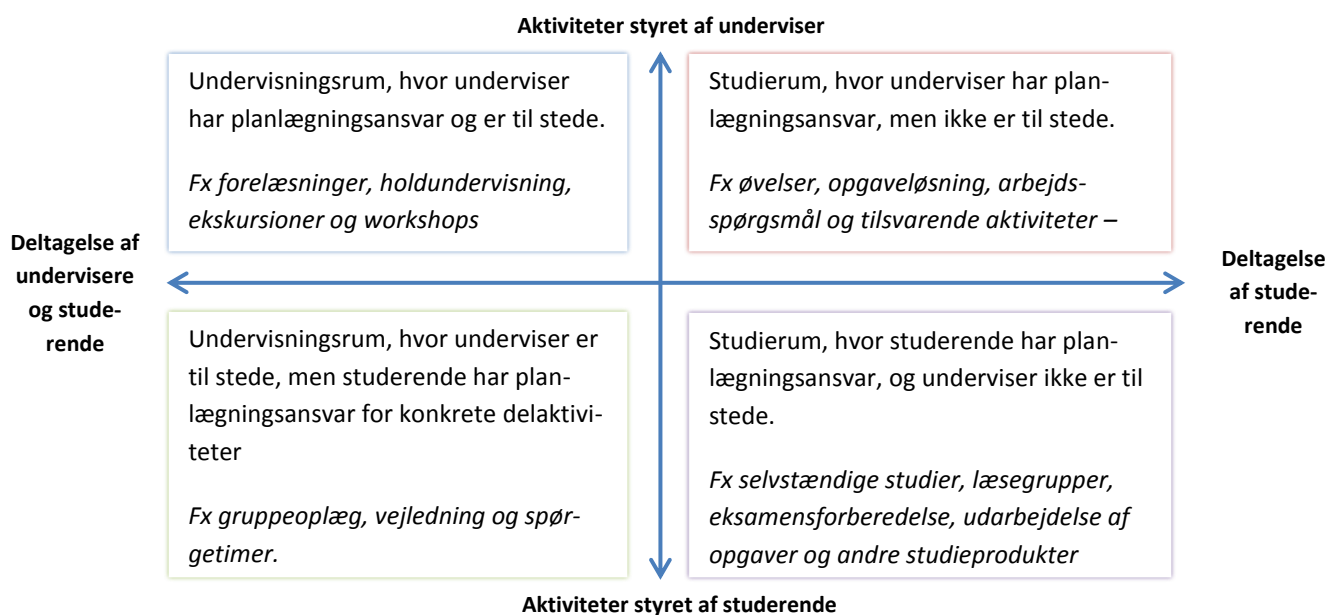 Aktiviteter styret af underviser
Undervisningsrum, hvor underviser
har planlægningsansvar og er til stede.
Fx forelæsninger, holdundervisning,
ekskursioner og workshops
Studierum, hvor underviser har plan-
lægningsansvar, men ikke er til stede.
Fx øvelser, opgaveløsning, arbejds-
spørgsmål og tilsvarende aktiviteter –
Deltagelse af
undervisere
og stude-
rende
Deltagelse
af stude-
rende
Undervisningsrum, hvor underviser er
til stede, men studerende har plan-
lægningsansvar for konkrete delaktivi-
teter
Fx gruppeoplæg, vejledning og spør-
getimer.
Studierum, hvor studerende har plan-
lægningsansvar, og underviser ikke er til
stede.
Fx selvstændige studier, læsegrupper,
eksamensforberedelse, udarbejdelse af
opgaver og andre studieprodukter
Aktiviteter styret af studerende